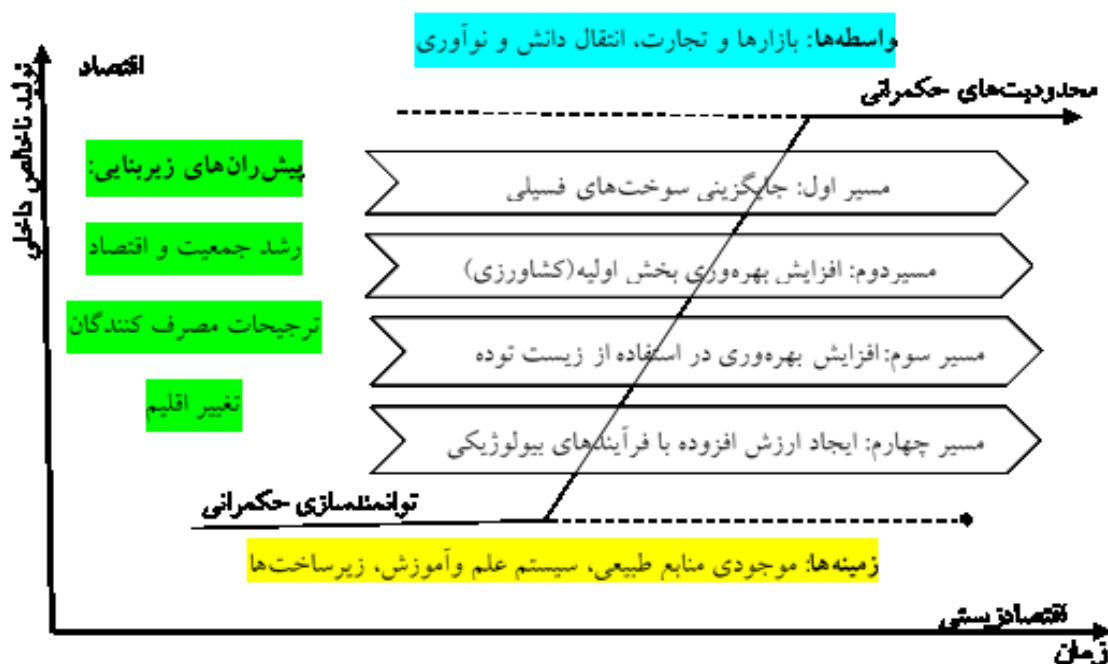 واسطه‌ها: بازارها و تجارت، انتقال دانش و نوآوری
اقتصاد
تولید ناخالص داخلی
محدودیت‌های حکمرانی
پیش‌ران‌های زیربنایی:
رشد جمعیت و اقتصاد
ترجیحات مصرف کنندگان
تغییر اقلیم
مسیر اول: جایگزینی سوخت‌های فسیلی
مسیردوم: افزایش بهره‌وری بخش اولیه(کشاورزی)
مسیر سوم: افزایش بهره‌وری در استفاده از زیست توده
مسیر چهارم: ایجاد ارزش افزوده با فرآیندهای بیولوژیکی
توانمندسازی حکمرانی
زمینه‌ها: موجودی منابع طبیعی، سیستم علم وآموزش، زیرساخت‌ها
اقتصادزیستی
زمان